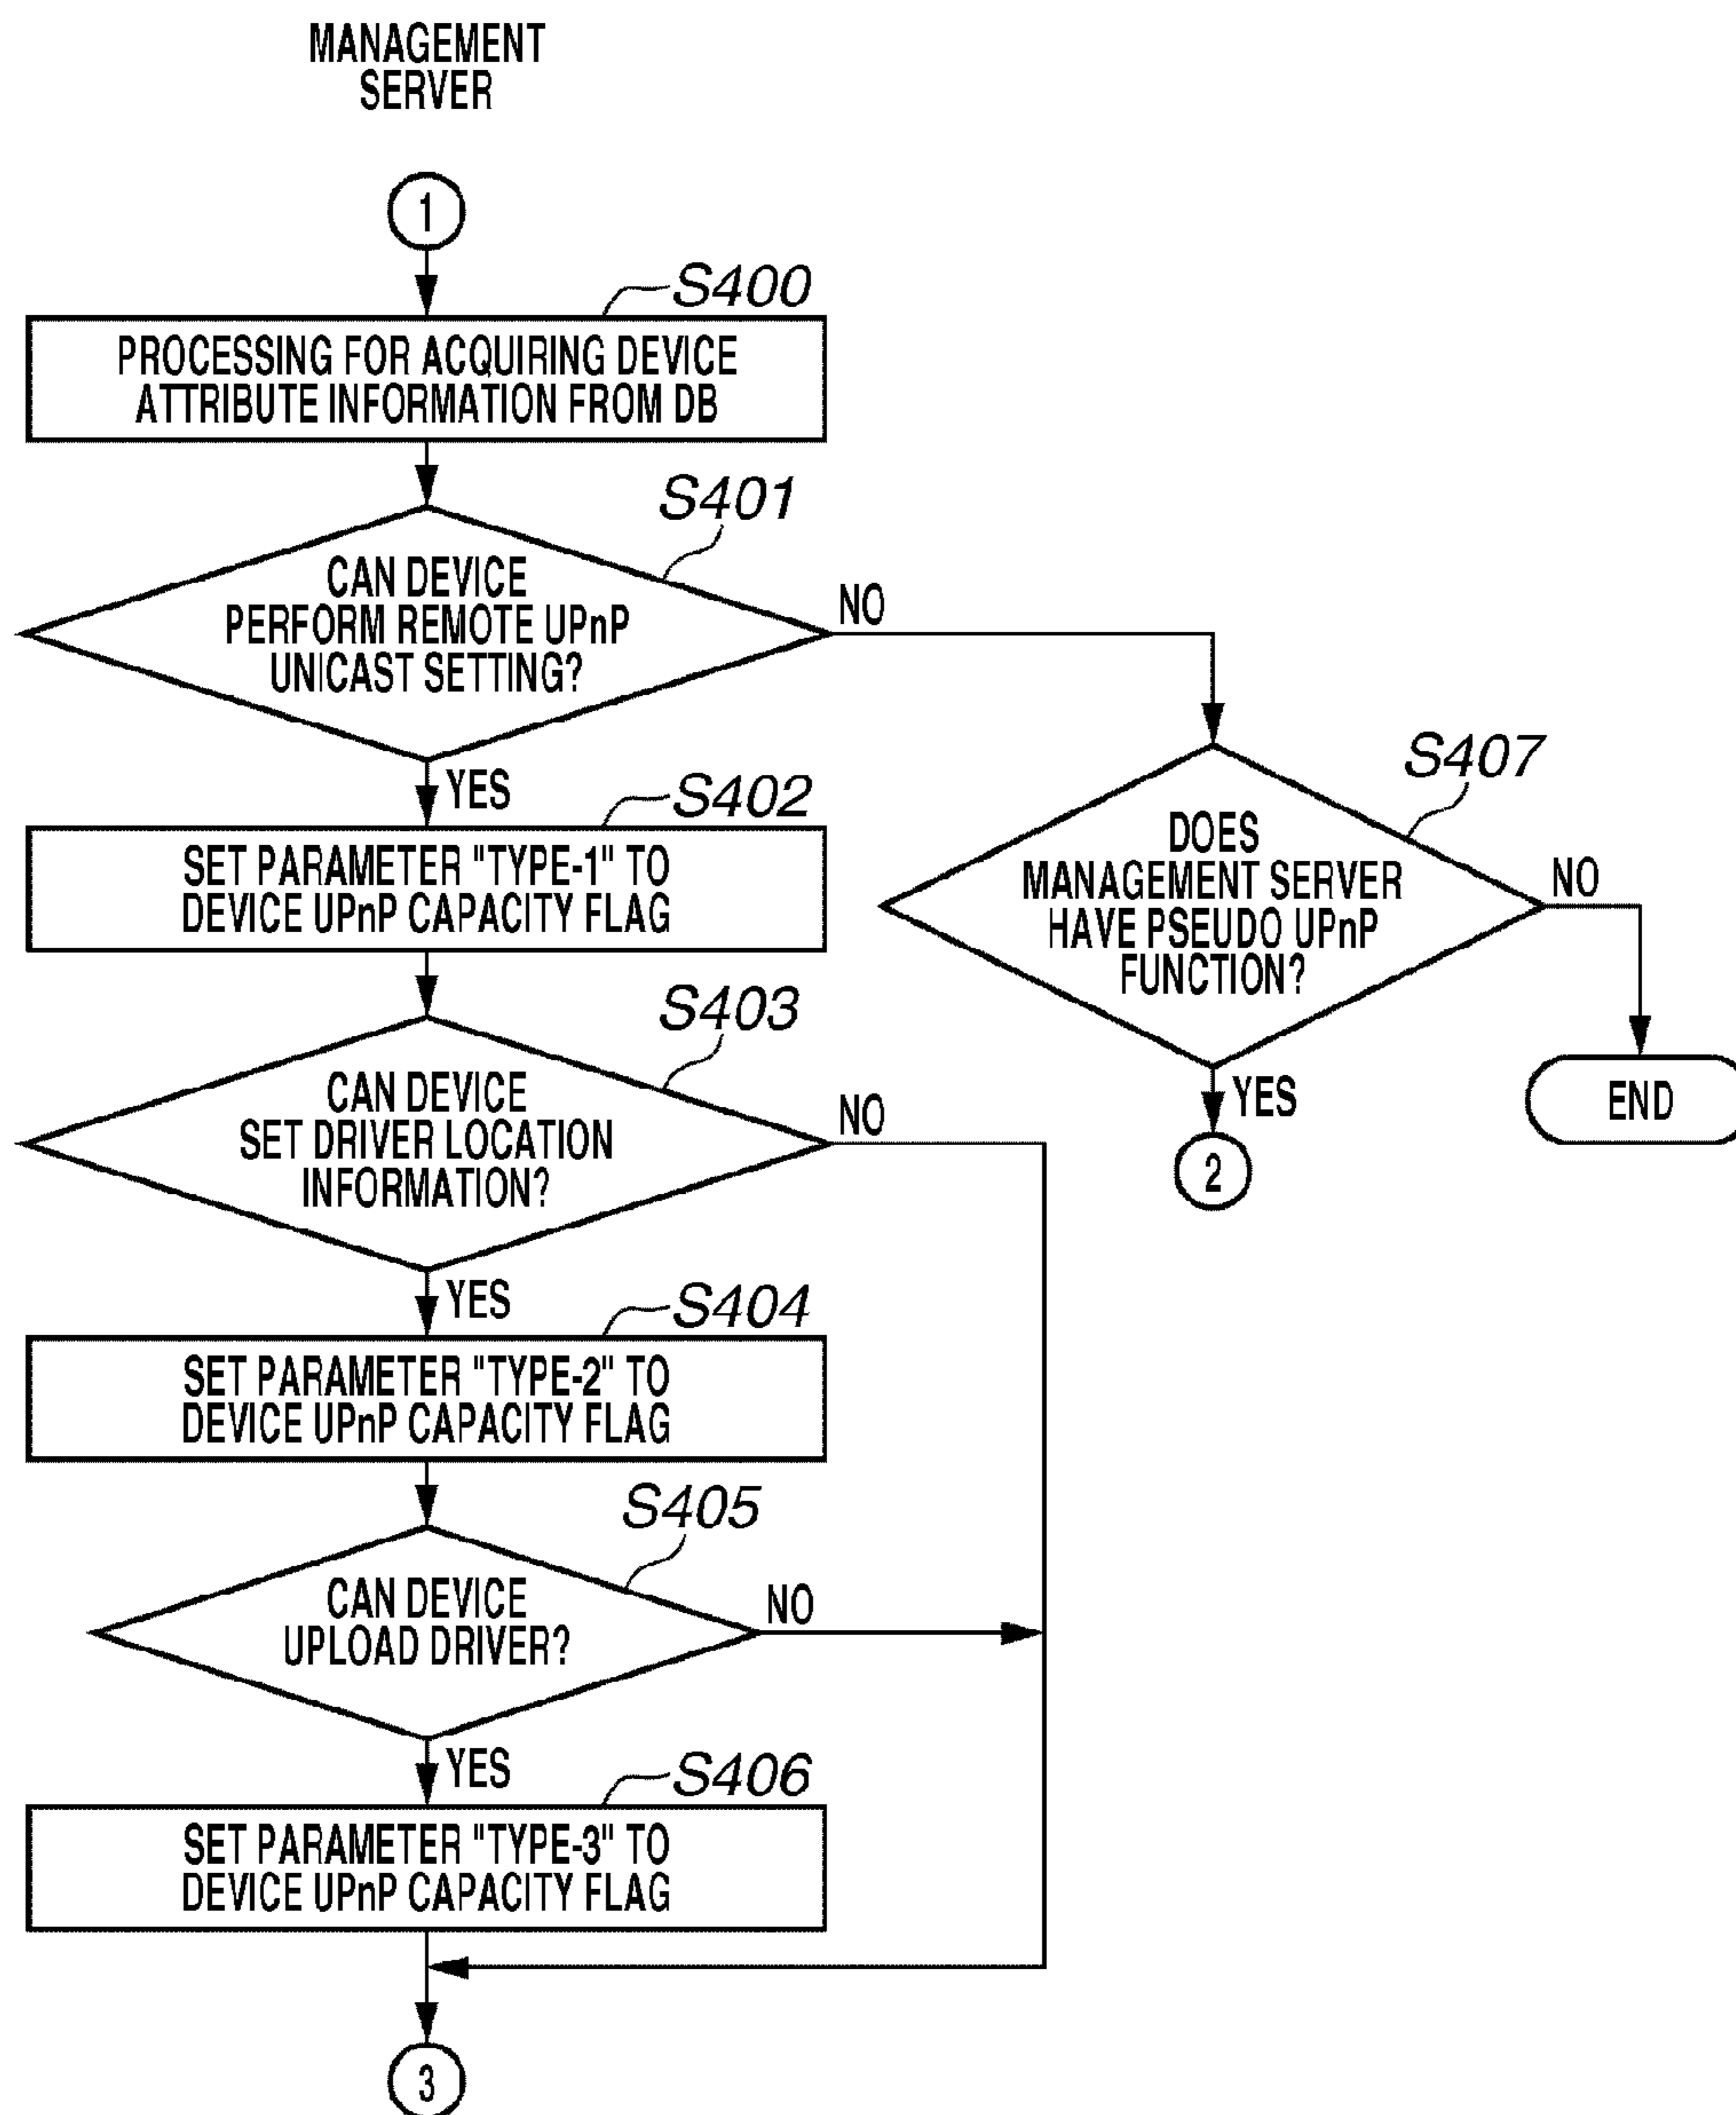 MANAGEMENT
SERVER
1
S400
PROCESSING FOR ACQUIRING DEVICE
ATTRIBUTE INFORMATION FROM DB
S401
CAN DEVICE
PERFORM REMOTE UPnP
UNICAST SETTING?
NO
YES
S402
SET PARAMETER "TYPE-1" TO
DEVICE UPnP CAPACITY FLAG
S407
DOES
MANAGEMENT SERVER
HAVE PSEUDO UPnP
FUNCTION?
NO
END
YES
2
S403
CAN DEVICE
SET DRIVER LOCATION
INFORMATION?
NO
YES
S404
SET PARAMETER "TYPE-2" TO
DEVICE UPnP CAPACITY FLAG
S405
CAN DEVICE
UPLOAD DRIVER?
NO
YES
S406
SET PARAMETER "TYPE-3" TO
DEVICE UPnP CAPACITY FLAG
3